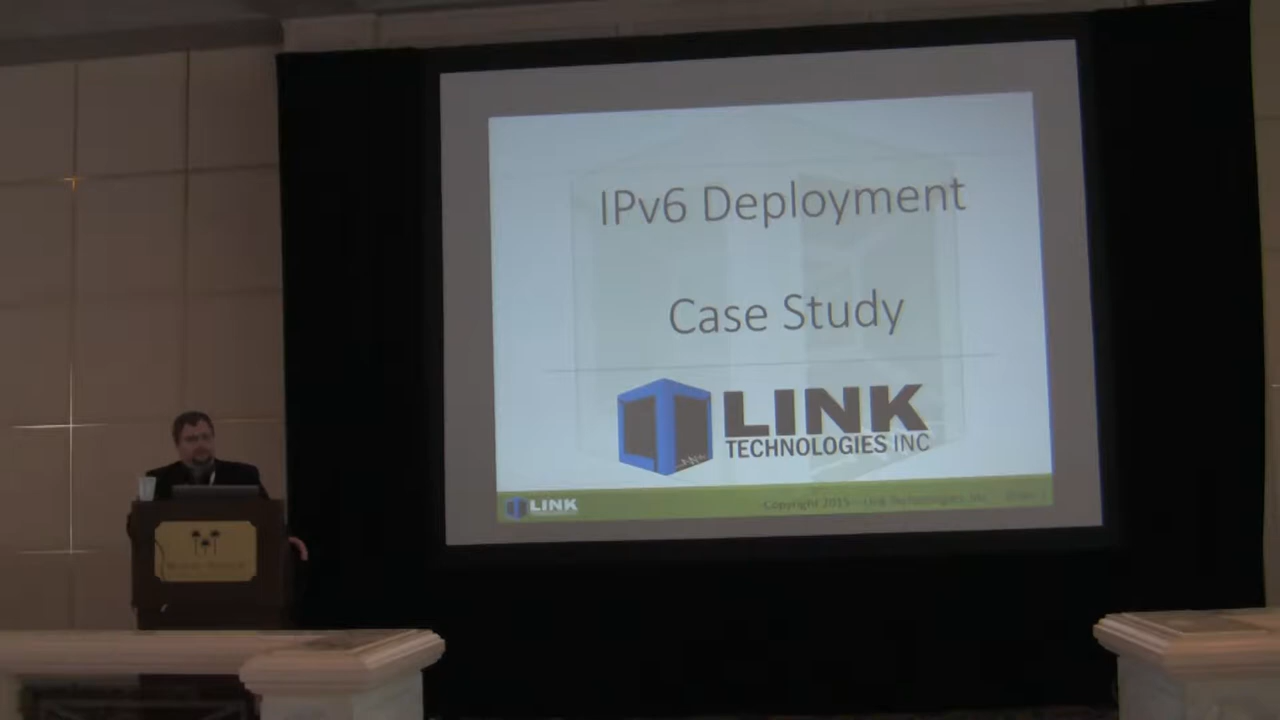 IPv6 Deployment
Case Study
LINK
TECHNOLOGIES INC
LINK
Copyright 2015 - Link Technologies, Inc